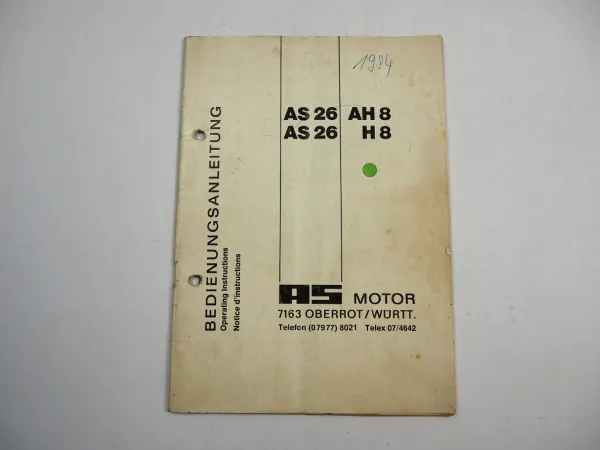 1984
AS 26 AH 8
AS 26 H 8
BEDIENUNGSANLEITUNG
Operating Instructions
Notice d'instructions
AS MOTOR
7163 OBERROT/WÜRTT.
Telefon (07977) 8021 Telex 07/4642